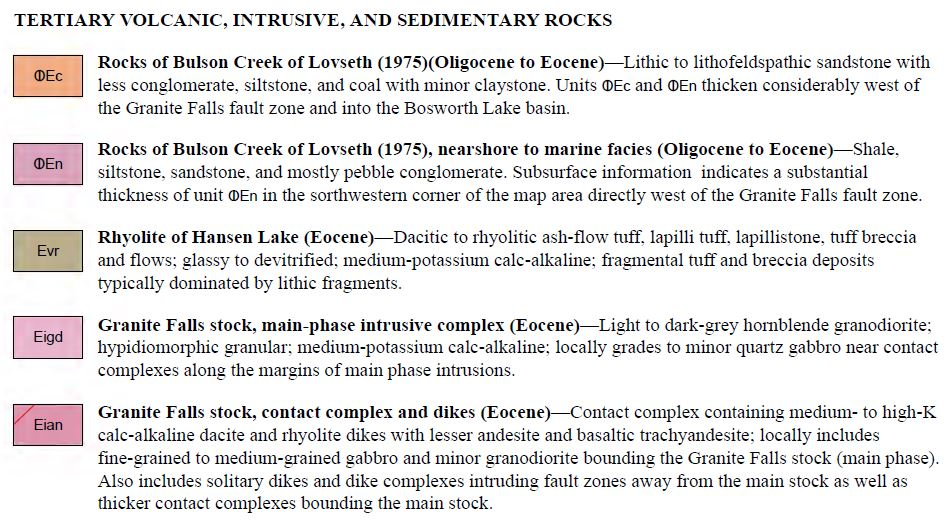 TERTIARY VOLCANIC, INTRUSIVE, AND SEDIMENTARY ROCKS
ⵀEc
Rocks of Bulson Creek of Lovseth (1975)(Oligocene to Eocene)—Lithic to lithofeldspathic sandstone with
less conglomerate, siltstone, and coal with minor claystone. Units ⵀEc and ⵀEn thicken considerably west of
the Granite Falls fault zone and into the Bosworth Lake basin.
ⵀEn
Rocks of Bulson Creek of Lovseth (1975), nearshore to marine facies (Oligocene to Eocene)—Shale,
siltstone, sandstone, and mostly pebble conglomerate. Subsurface information indicates a substantial
thickness of unit ⵀEn in the sorthwestern corner of the map area directly west of the Granite Falls fault zone.
Evr
Rhyolite of Hansen Lake (Eocene)—Dacitic to rhyolitic ash-flow tuff, lapilli tuff, lapillistone, tuff breccia
and flows; glassy to devitrified; medium-potassium calc-alkaline; fragmental tuff and breccia deposits
typically dominated by lithic fragments.
Eigd
Granite Falls stock, main-phase intrusive complex (Eocene)—Light to dark-grey hornblende granodiorite;
hypidiomorphic granular; medium-potassium calc-alkaline; locally grades to minor quartz gabbro near contact
complexes along the margins of main phase intrusions.
Eian
Granite Falls stock, contact complex and dikes (Eocene)—Contact complex containing medium- to high-K
calc-alkaline dacite and rhyolite dikes with lesser andesite and basaltic trachyandesite; locally includes
fine-grained to medium-grained gabbro and minor granodiorite bounding the Granite Falls stock (main phase).
Also includes solitary dikes and dike complexes intruding fault zones away from the main stock as well as
thicker contact complexes bounding the main stock.